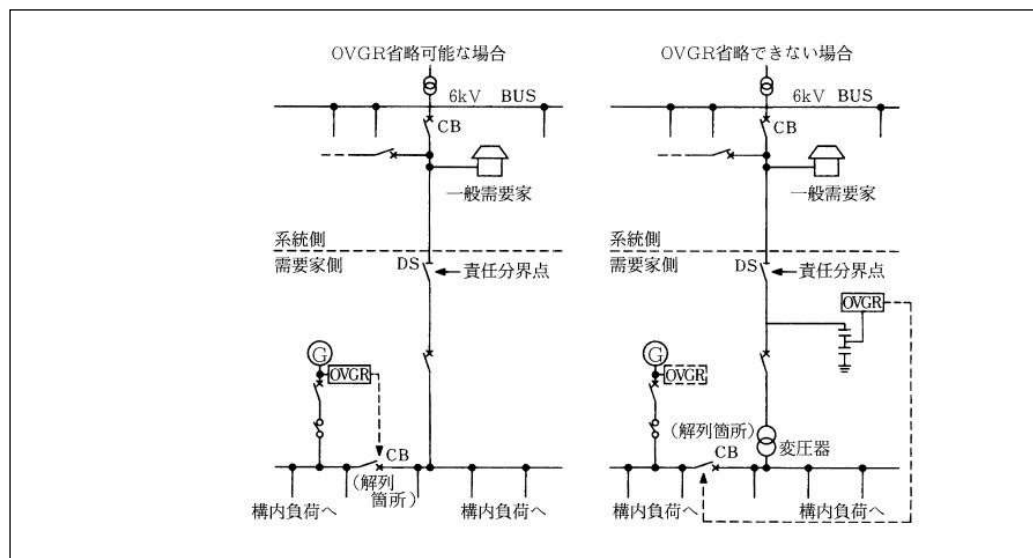 OVGR省略可能な場合
6kV BUS
CB
一般需要家
系統側
需要家側
DS
責任分界点
G
OVGR
CB
(解列
箇所)
構内負荷へ
構内負荷へ
OVGR省略できない場合
6kV BUS
CB
一般需要家
系統側
需要家側
DS
責任分界点
OVGR
G
OVGR
(解列箇所)
変圧器
CB
構内負荷へ
構内負荷へ